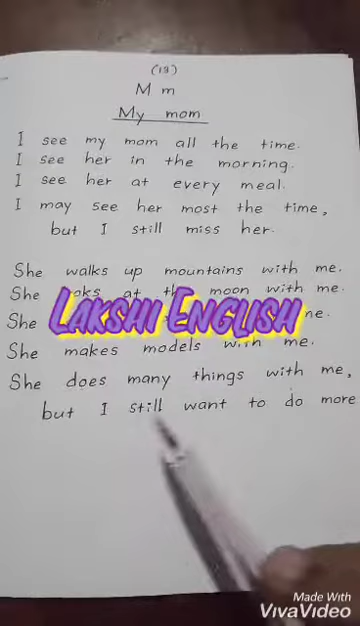 (13)
M m
My mom
I see my mom all the time.
I see her in the morning.
I see her at every meal.
I may see her most the time,
but I still miss her.
She walks up mountains with me.
She at moon with me.
LAKSHI ENGLISH
She
She makes models with me.
She does many things with me,
but I still want to do more
Made With
VivaVideo